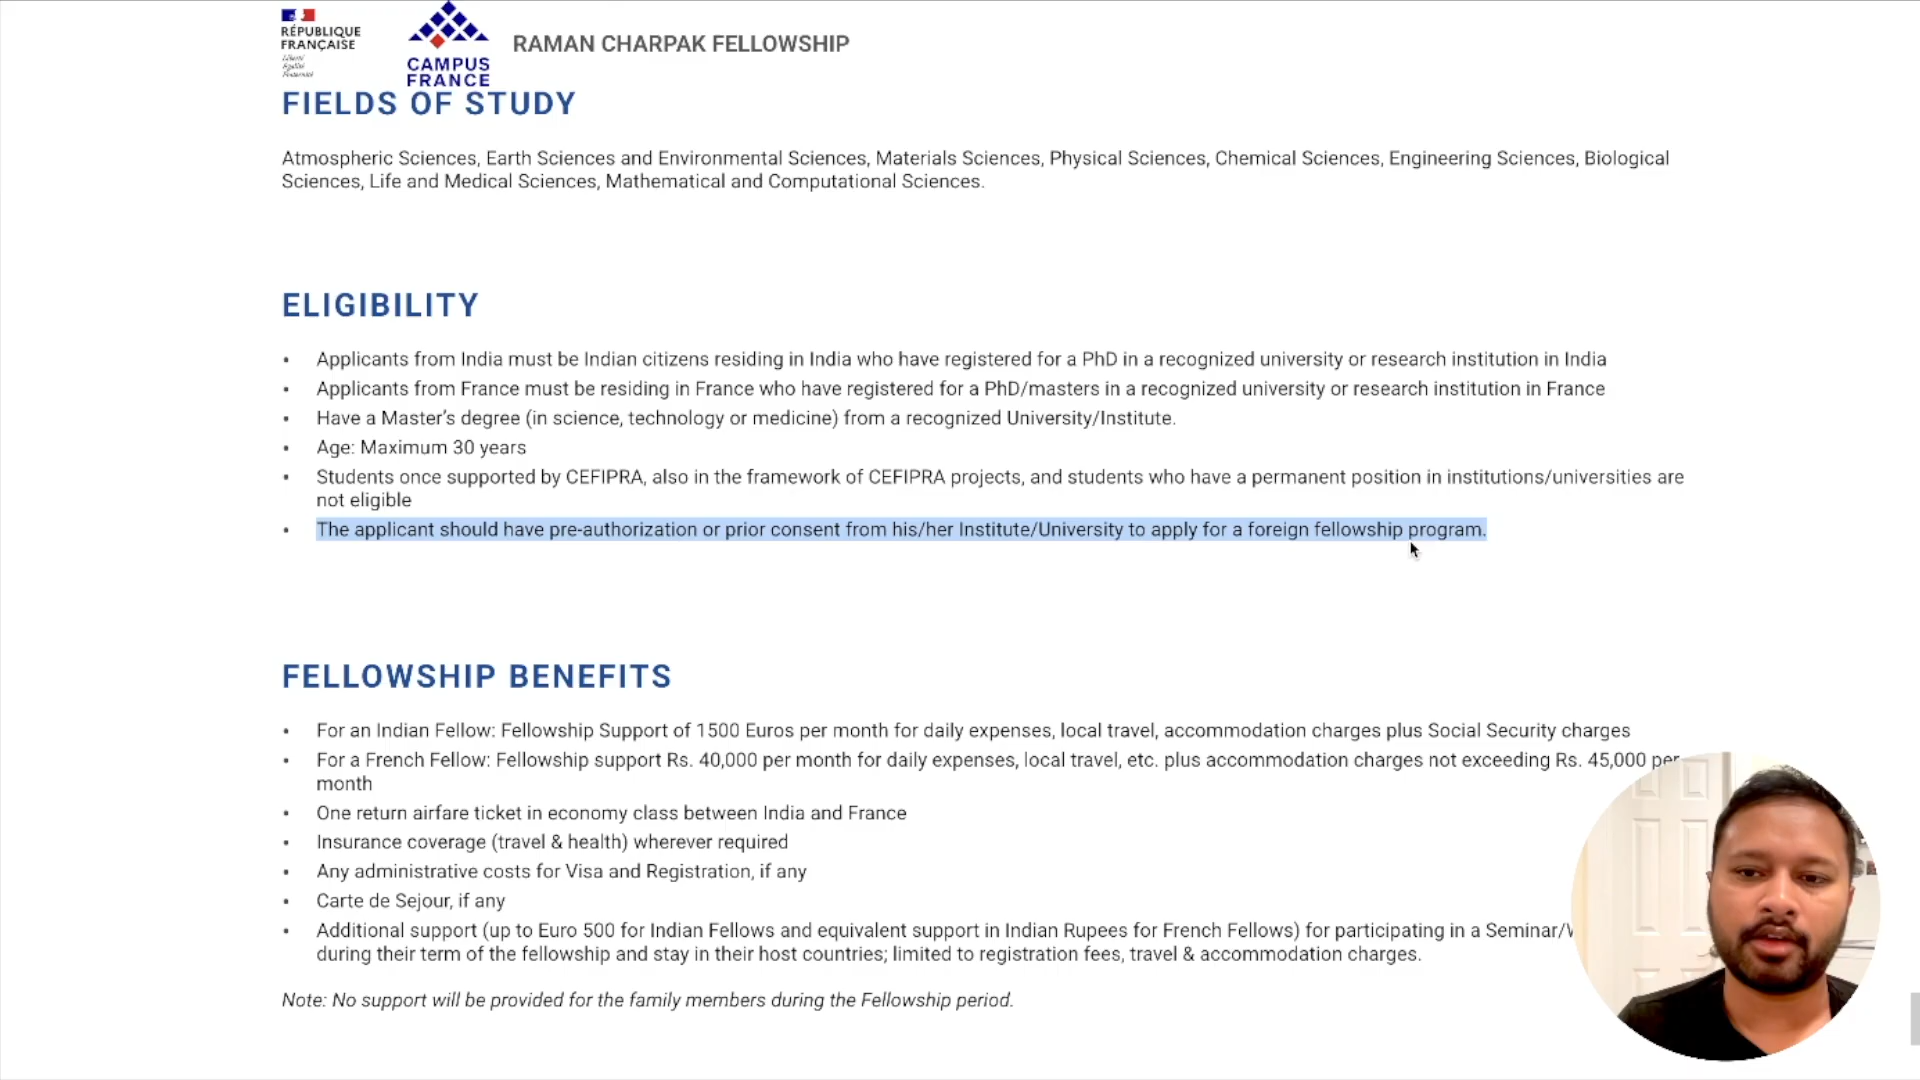 RÉPUBLIQUE
FRANÇAISE
Liberté
Égalité
Fraternité
CAMPUS
FRANCE
RAMAN CHARPAK FELLOWSHIP
FIELDS OF STUDY
Atmospheric Sciences, Earth Sciences and Environmental Sciences, Materials Sciences, Physical Sciences, Chemical Sciences, Engineering Sciences, Biological
Sciences, Life and Medical Sciences, Mathematical and Computational Sciences.
ELIGIBILITY
• Applicants from India must be Indian citizens residing in India who have registered for a PhD in a recognized university or research institution in India
• Applicants from France must be residing in France who have registered for a PhD/masters in a recognized university or research institution in France
• Have a Master’s degree (in science, technology or medicine) from a recognized University/Institute.
• Age: Maximum 30 years
• Students once supported by CEFIPRA, also in the framework of CEFIPRA projects, and students who have a permanent position in institutions/universities are
not eligible
• The applicant should have pre-authorization or prior consent from his/her Institute/University to apply for a foreign fellowship program.
FELLOWSHIP BENEFITS
• For an Indian Fellow: Fellowship Support of 1500 Euros per month for daily expenses, local travel, accommodation charges plus Social Security charges
• For a French Fellow: Fellowship support Rs. 40,000 per month for daily expenses, local travel, etc. plus accommodation charges not exceeding Rs. 45,000 per
month
• One return airfare ticket in economy class between India and France
• Insurance coverage (travel & health) wherever required
• Any administrative costs for Visa and Registration, if any
• Carte de Sejour, if any
• Additional support (up to Euro 500 for Indian Fellows and equivalent support in Indian Rupees for French Fellows) for participating in a Seminar/
during their term of the fellowship and stay in their host countries; limited to registration fees, travel & accommodation charges.
Note: No support will be provided for the family members during the Fellowship period.